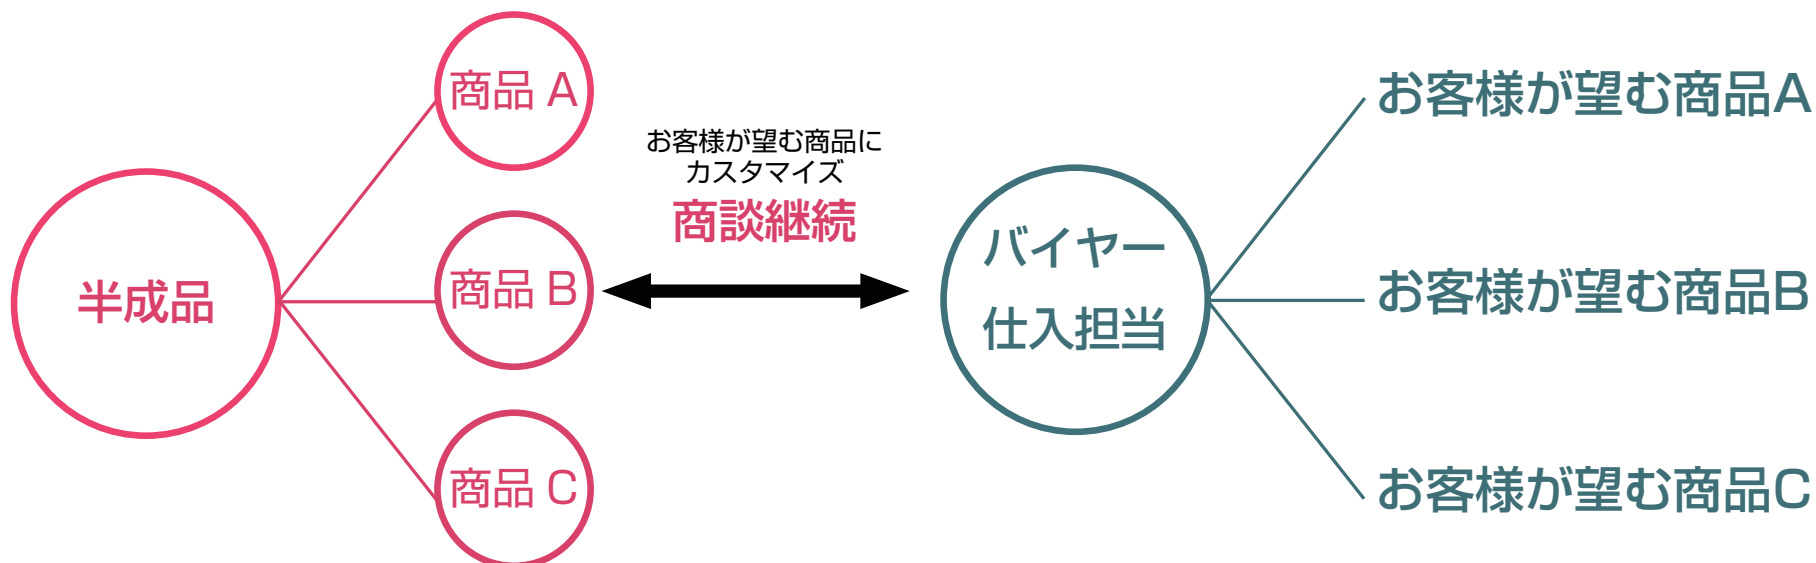 商品 A
商品 B
商品 C
半成品
お客様が望む商品に
カスタマイズ
商談継続
バイヤー
仕入担当
お客様が望む商品A
お客様が望む商品B
お客様が望む商品C